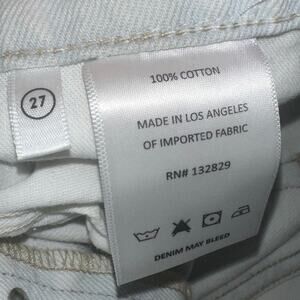 27
100% COTTON
MADE IN LOS ANGELES
OF IMPORTED FABRIC
RN# 132829
DENIM MAY BLEED